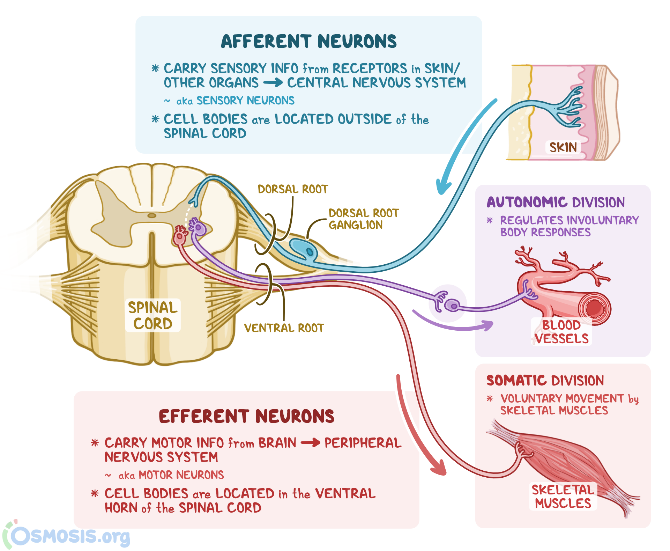 AFFERENT NEURONS
* CARRY SENSORY INFO from RECEPTORS in SKIN/
OTHER ORGANS → CENTRAL NERVOUS SYSTEM
~ aka SENSORY NEURONS
* CELL BODIES are LOCATED OUTSIDE of the
SPINAL CORD
SKIN
DORSAL ROOT
DORSAL ROOT
GANGLION
AUTONOMIC DIVISION
* REGULATES INVOLUNTARY
BODY RESPONSES
SPINAL
CORD
VENTRAL ROOT
BLOOD
VESSELS
SOMATIC DIVISION
* VOLUNTARY MOVEMENT by
SKELETAL MUSCLES
EFFERENT NEURONS
* CARRY MOTOR INFO from BRAIN → PERIPHERAL
NERVOUS SYSTEM
~ aka MOTOR NEURONS
* CELL BODIES are LOCATED in the VENTRAL
HORN of the SPINAL CORD
SKELETAL
MUSCLES
OSMOSIS.org